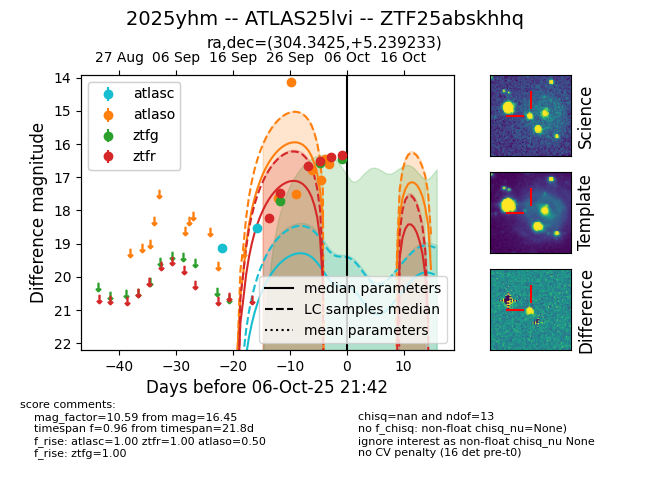 2025yhm -- ATLAS25lvi -- ZTF25abskhhq
ra,dec=(304.3425,+5.239233)
27 Aug 06 Sep 16 Sep 26 Sep 06 Oct 16 Oct
14
15
16
17
18
19
20
21
22
Difference magnitude
atlasc
atlaso
ztfg
ztfr
median parameters
LC samples median
mean parameters
−40 −30 −20 −10 0 10
Days before 06-Oct-25 21:42
Science
Template
Difference
score comments:
mag_factor=10.59 from mag=16.45
timespan f=0.96 from timespan=21.8d
f_rise: atlasc=1.00 ztfr=1.00 atlaso=0.50
f_rise: ztfg=1.00
chisq=nan and ndof=13
no f_chisq: non-float chisq_nu=None)
ignore interest as non-float chisq_nu None
no CV penalty (16 det pre-t0)